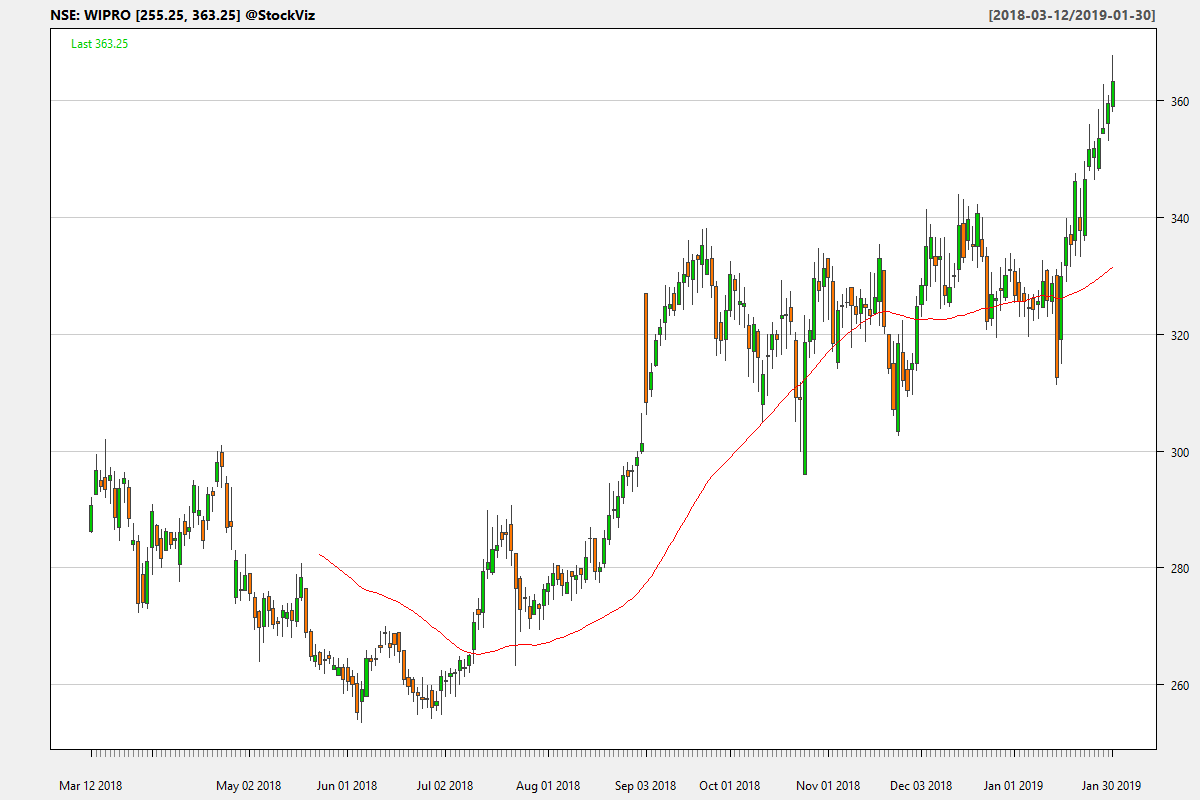 NSE: WIPRO [255.25, 363.25] @StockViz [2018-03-12/2019-01-30]
Last 363.25
360
340
320
300
280
260
Mar 12 2018 May 02 2018 Jun 01 2018 Jul 02 2018 Aug 01 2018 Sep 03 2018 Oct 01 2018 Nov 01 2018 Dec 03 2018 Jan 01 2019 Jan 30 2019